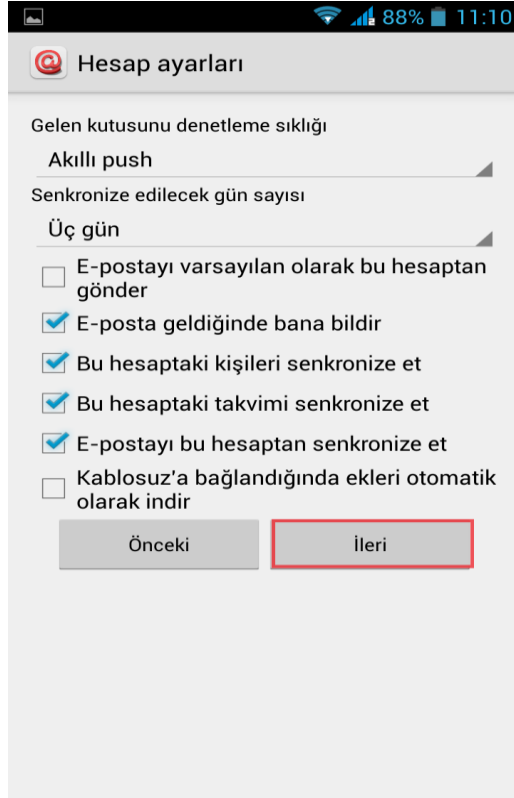 88% 11:10
Hesap ayarları
Gelen kutusunu denetleme sıklığı
Akıllı push
Senkronize edilecek gün sayısı
Üç gün
E-postayı varsayılan olarak bu hesaptan
gönder
E-posta geldiğinde bana bildir
Bu hesaptaki kişileri senkronize et
Bu hesaptaki takvimi senkronize et
E-postayı bu hesaptan senkronize et
Kablosuz'a bağlandığında ekleri otomatik
olarak indir
Önceki İleri